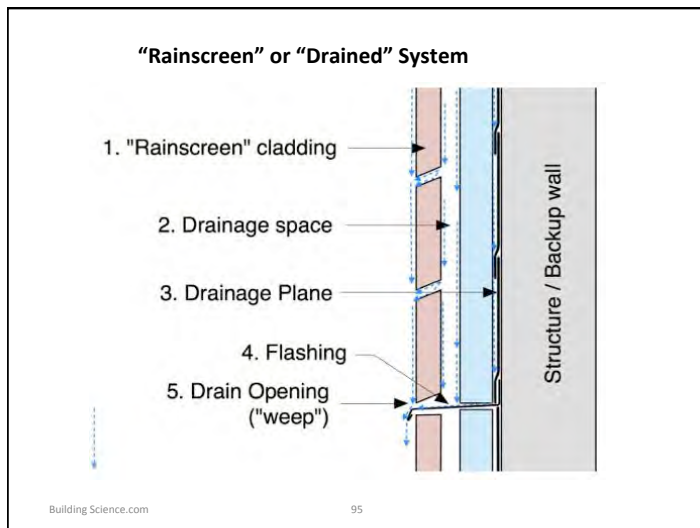 “Rainscreen” or “Drained” System
1. "Rainscreen" cladding
2. Drainage space
3. Drainage Plane
4. Flashing
5. Drain Opening
("weep")
Structure / Backup wall
Building Science.com
95